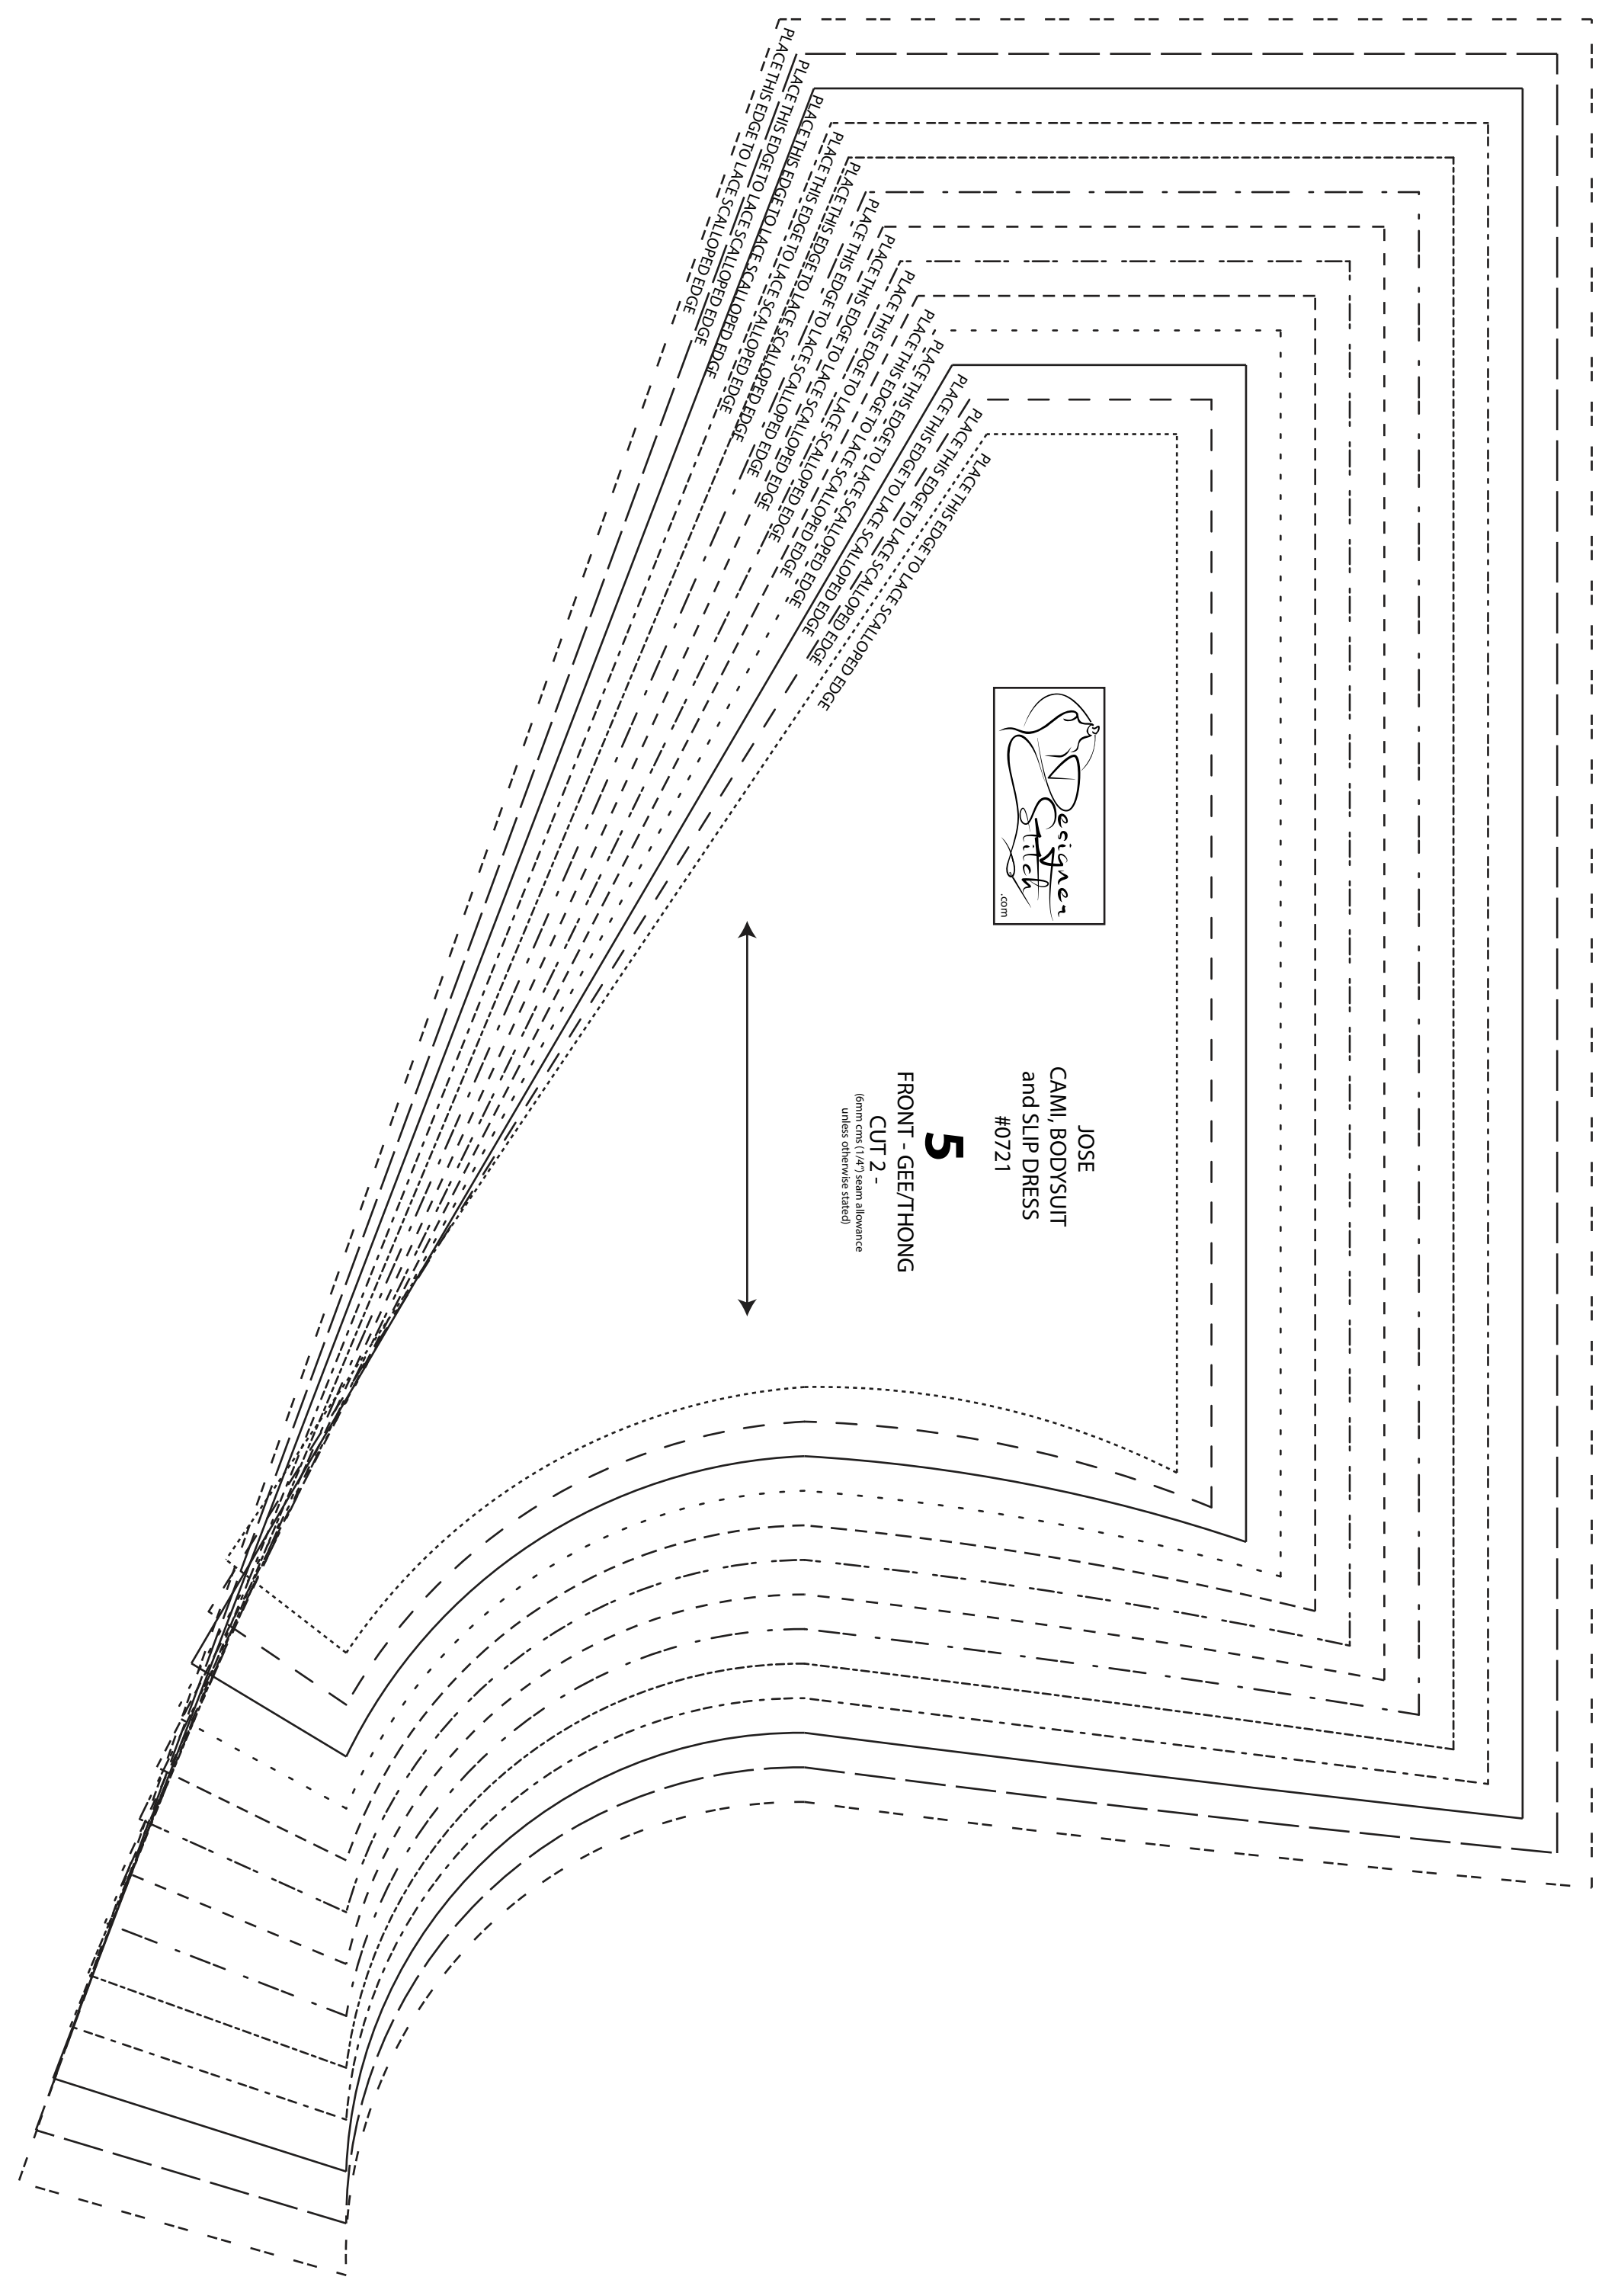 PLACE THIS EDGE TO LACE SCALLOPED EDGE
PLACE THIS EDGE TO LACE SCALLOPED EDGE
PLACE THIS EDGE TO LACE SCALLOPED EDGE
PLACE THIS EDGE TO LACE SCALLOPED EDGE
PLACE THIS EDGE TO LACE SCALLOPED EDGE
PLACE THIS EDGE TO LACE SCALLOPED EDGE
PLACE THIS EDGE TO LACE SCALLOPED EDGE
PLACE THIS EDGE TO LACE SCALLOPED EDGE
PLACE THIS EDGE TO LACE SCALLOPED EDGE
PLACE THIS EDGE TO LACE SCALLOPED EDGE
PLACE THIS EDGE TO LACE SCALLOPED EDGE
PLACE THIS EDGE TO LACE SCALLOPED EDGE
PLACE THIS EDGE TO LACE SCALLOPED EDGE
Designer
Stitch
.com
JOSE
CAMI, BODYSUIT
and SLIP DRESS
#0721
5
FRONT - GEE/THONG
CUT 2 -
(6mm cms (1/4") seam allowance
unless otherwise stated)